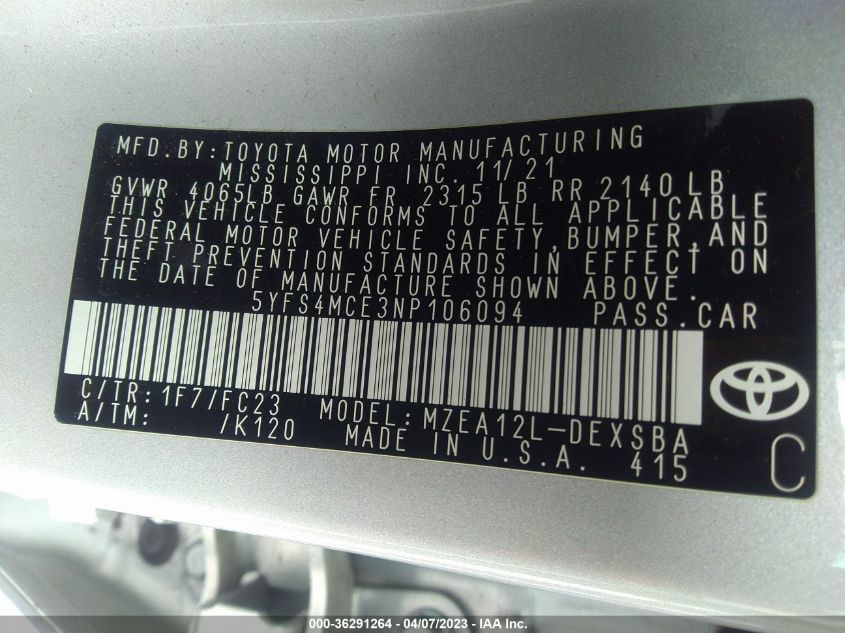 MFD.BY:TOYOTA MOTOR MANUFACTURING
MISSISSIPPI INC. 11/21
GVWR 4065LB GAWR FR 2315 LB RR 2140 LB
THIS VEHICLE CONFORMS TO ALL APPLICABLE
FEDERAL MOTOR VEHICLE SAFETY, BUMPER, AND
THEFT PREVENTION STANDARDS IN EFFECT ON
THE DATE OF MANUFACTURE SHOWN ABOVE.
5YFS4MCE3NP106094 PASS.CAR
C/TR: 1F7/FC23 MODEL: MZEA12L-DEXSBA
A/TM: /K120 MADE IN U.S.A. 415
C
000-36291264 - 04/07/2023 - IAA Inc.